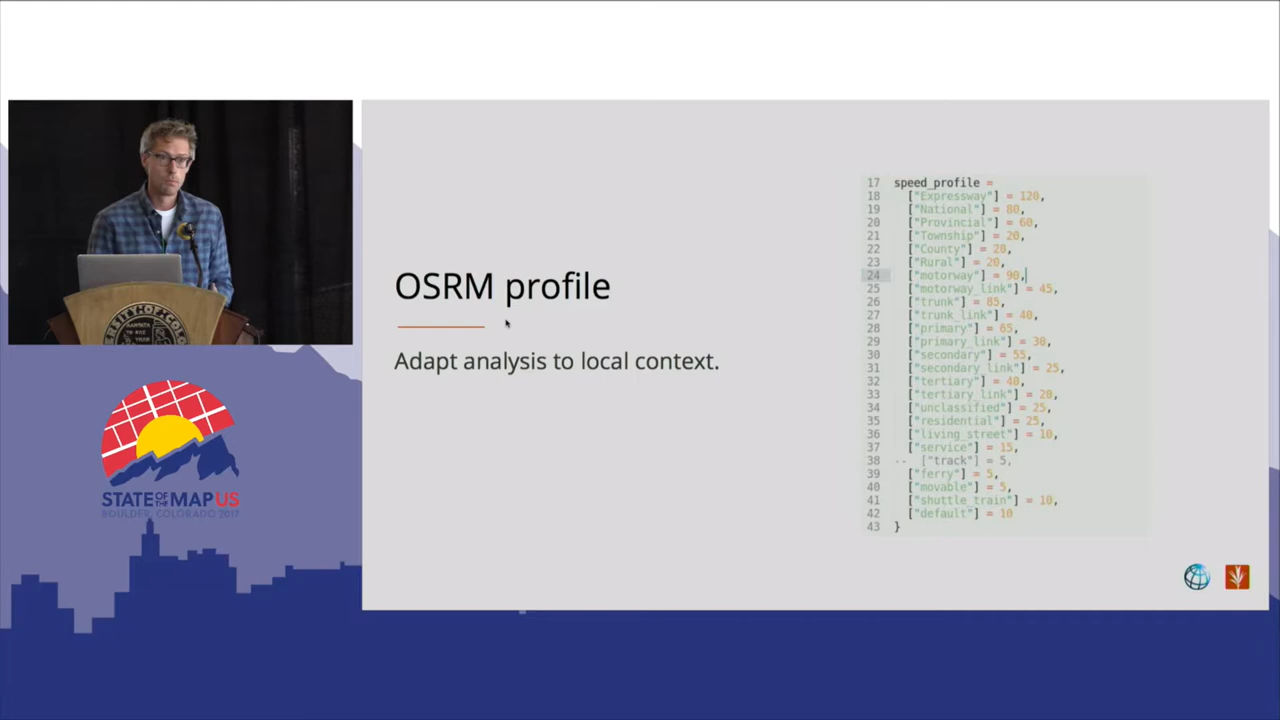 OSRM profile
Adapt analysis to local context.
17 speed_profile =
18 ["Expressway"] = 120,
19 ["National"] = 80,
20 ["Provincial"] = 60,
21 ["Township"] = 20,
22 ["County"] = 20,
23 ["Rural"] = 20,
24 ["motorway"] = 90,
25 ["motorway_link"] = 45,
26 ["trunk"] = 85,
27 ["trunk_link"] = 40,
28 ["primary"] = 65,
29 ["primary_link"] = 30,
30 ["secondary"] = 55,
31 ["secondary_link"] = 25,
32 ["tertiary"] = 40,
33 ["tertiary_link"] = 20,
34 ["unclassified"] = 25,
35 ["residential"] = 25,
36 ["living_street"] = 10,
37 ["service"] = 15,
38 -- ["track"] = 5,
39 ["ferry"] = 5,
40 ["movable"] = 5,
41 ["shuttle_train"] = 10,
42 ["default"] = 10
43 }
STATE OF THE MAP US
BOULDER, COLORADO 2017